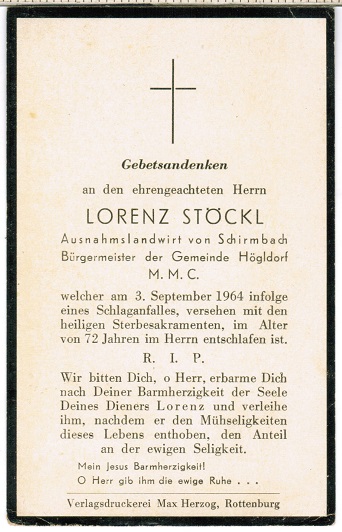 Gebetsandenken
an den ehrengeachteten Herrn
LORENZ STÖCKL
Ausnahmslandwirt von Schirmbach
Bürgermeister der Gemeinde Högldorf
M. M. C.
welcher am 3. September 1964 infolge
eines Schlaganfalles, versehen mit den
heiligen Sterbesakramenten, im Alter
von 72 Jahren im Herrn entschlafen ist.
R. I. P.
Wir bitten Dich, o Herr, erbarme Dich
nach Deiner Barmherzigkeit der Seele
Deines Dieners Lorenz und verleihe
ihm, nachdem er den Mühseligkeiten
dieses Lebens enthoben, den Anteil
an der ewigen Seligkeit.
Mein Jesus Barmherzigkeit!
O Herr gib ihm die ewige Ruhe . . .
Verlagsdruckerei Max Herzog, Rottenburg